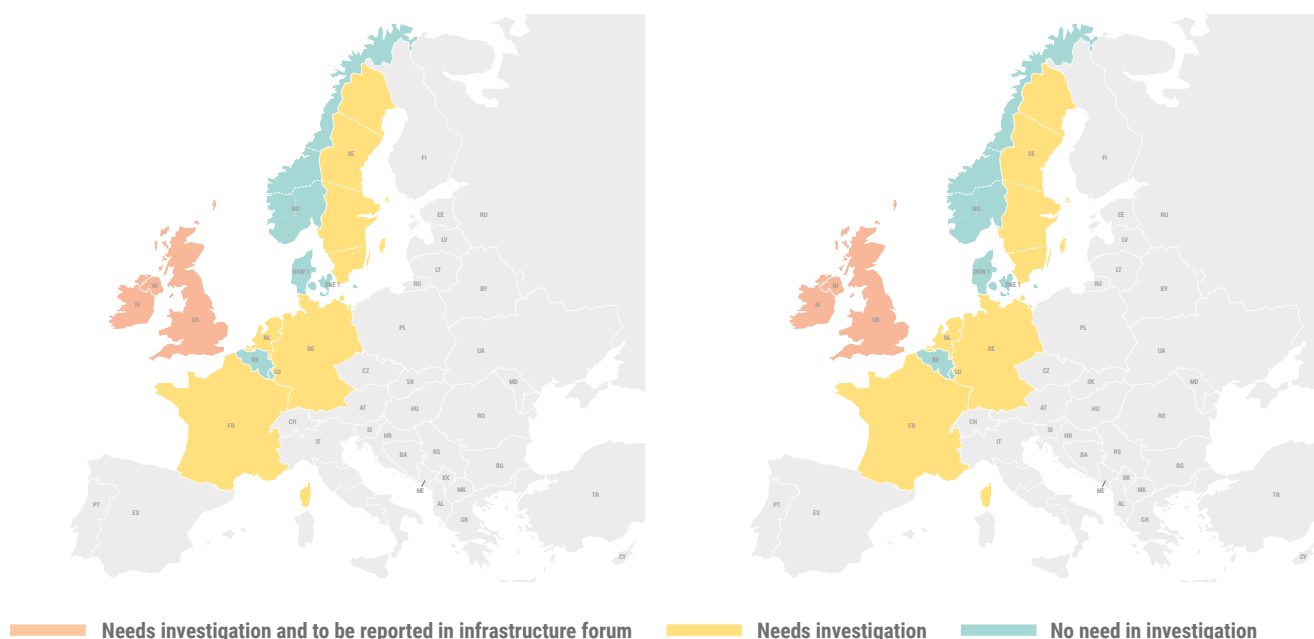 SE
FI
NO
EE
RU
LV
DKW 1
LT
DKE 1
RU
BY
NI
IE
UK
NL
PL
DE
BE
UA
LU
CZ
SK
MD
AT
HU
RO
FR
CH
SI
HR
IT
BA
RS
BG
XK
ME
MK
AL
PT
ES
TR
GR
CY
SE
FI
NO
EE
RU
LV
DKW 1
LT
DKE 1
RU
BY
NI
IE
UK
NL
PL
DE
BE
UA
LU
CZ
SK
MD
AT
HU
RO
FR
CH
SI
HR
IT
BA
RS
BG
XK
ME
MK
AL
PT
ES
TR
GR
CY
Needs investigation and to be reported in infrastructure forum
Needs investigation
No need in investigation